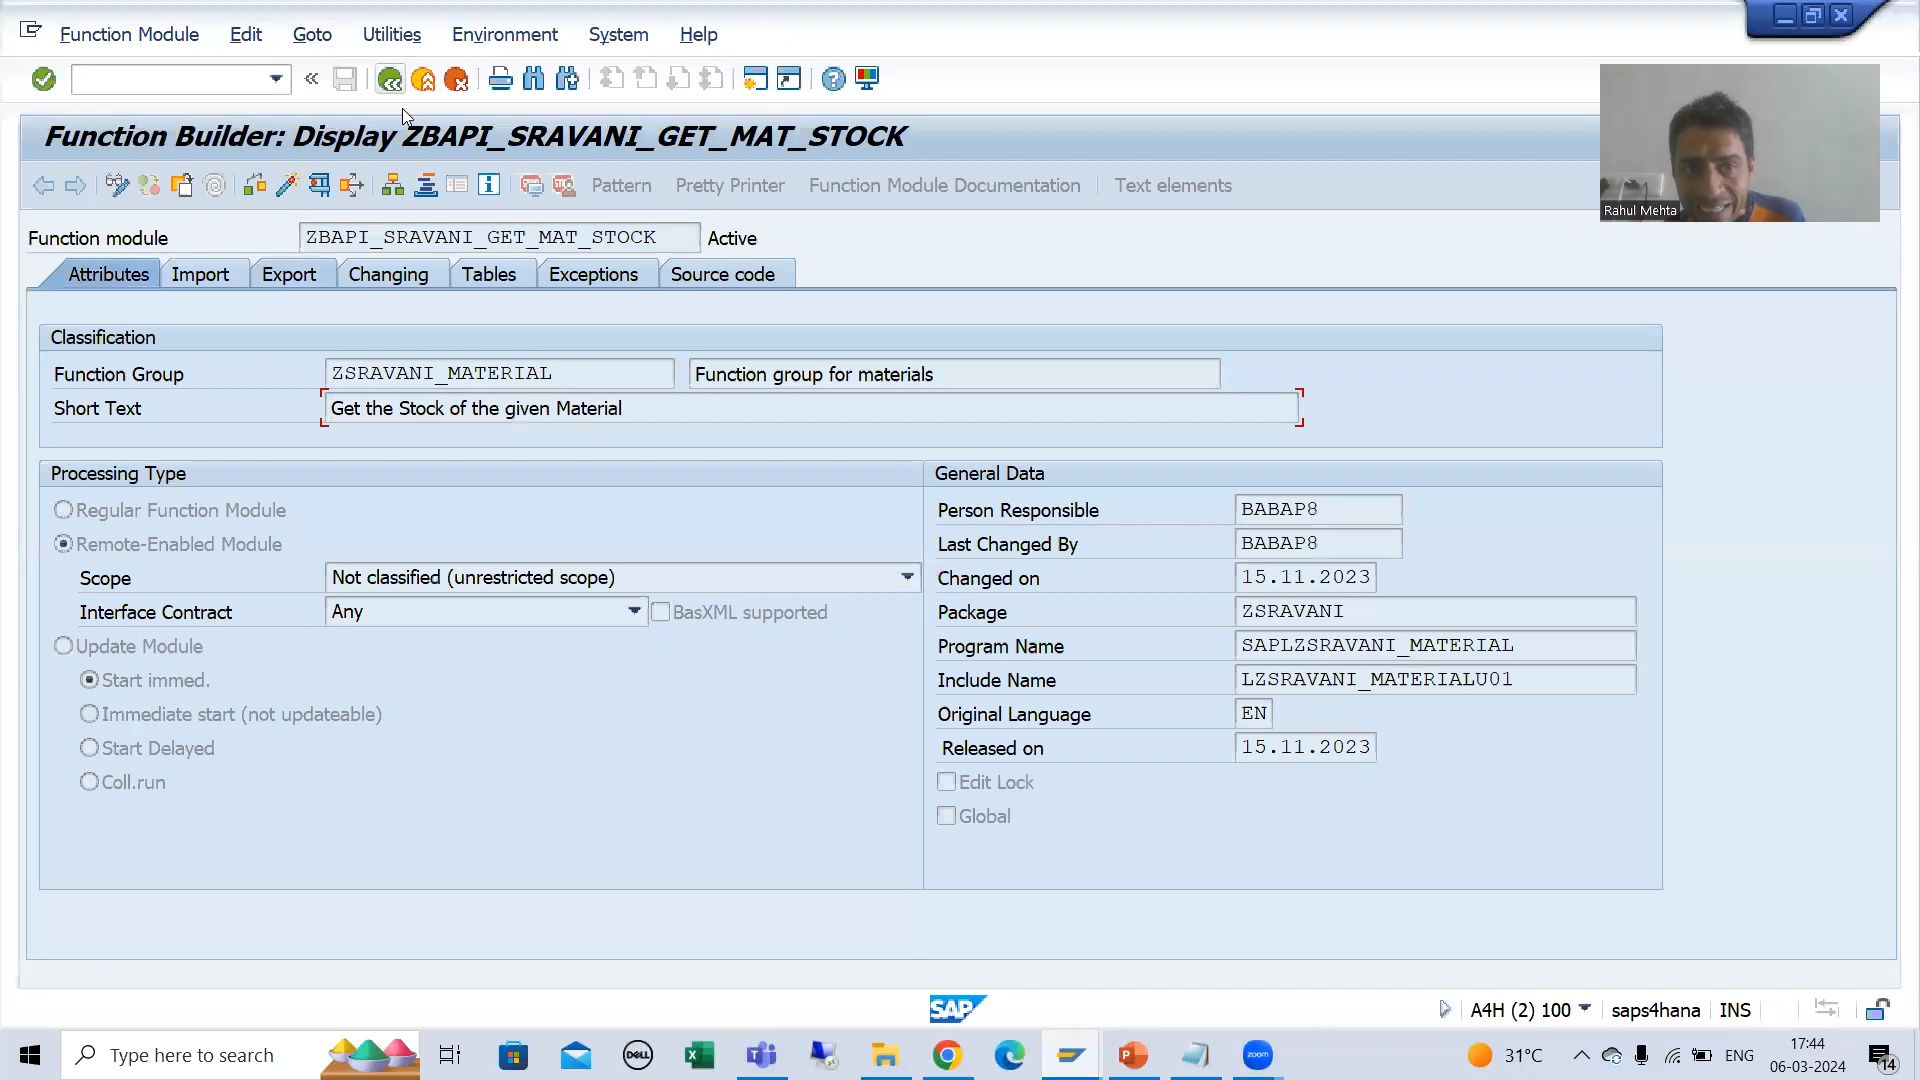 Function Module Edit Goto Utilities Environment System Help
Function Builder: Display ZBAPI_SRAVANI_GET_MAT_STOCK
Pattern Pretty Printer Function Module Documentation Text elements
Rahul Mehta
Function module ZBAPI_SRAVANI_GET_MAT_STOCK Active
Attributes Import Export Changing Tables Exceptions Source code
Classification
Function Group ZSRAVANI_MATERIAL Function group for materials
Short Text Get the Stock of the given Material
Processing Type
Regular Function Module
Remote-Enabled Module
Scope Not classified (unrestricted scope)
Interface Contract Any BasXML supported
Update Module
Start immed.
Immediate start (not updateable)
Start Delayed
Coll.run
General Data
Person Responsible BABAP8
Last Changed By BABAP8
Changed on 15.11.2023
Package ZSRAVANI
Program Name SAPLZSRAVANI_MATERIAL
Include Name LZSRAVANI_MATERIALU01
Original Language EN
Released on 15.11.2023
Edit Lock
Global
SAP A4H (2) 100 saps4hana INS
Type here to search DELL zoom 31°C ENG 17:44
06-03-2024 14